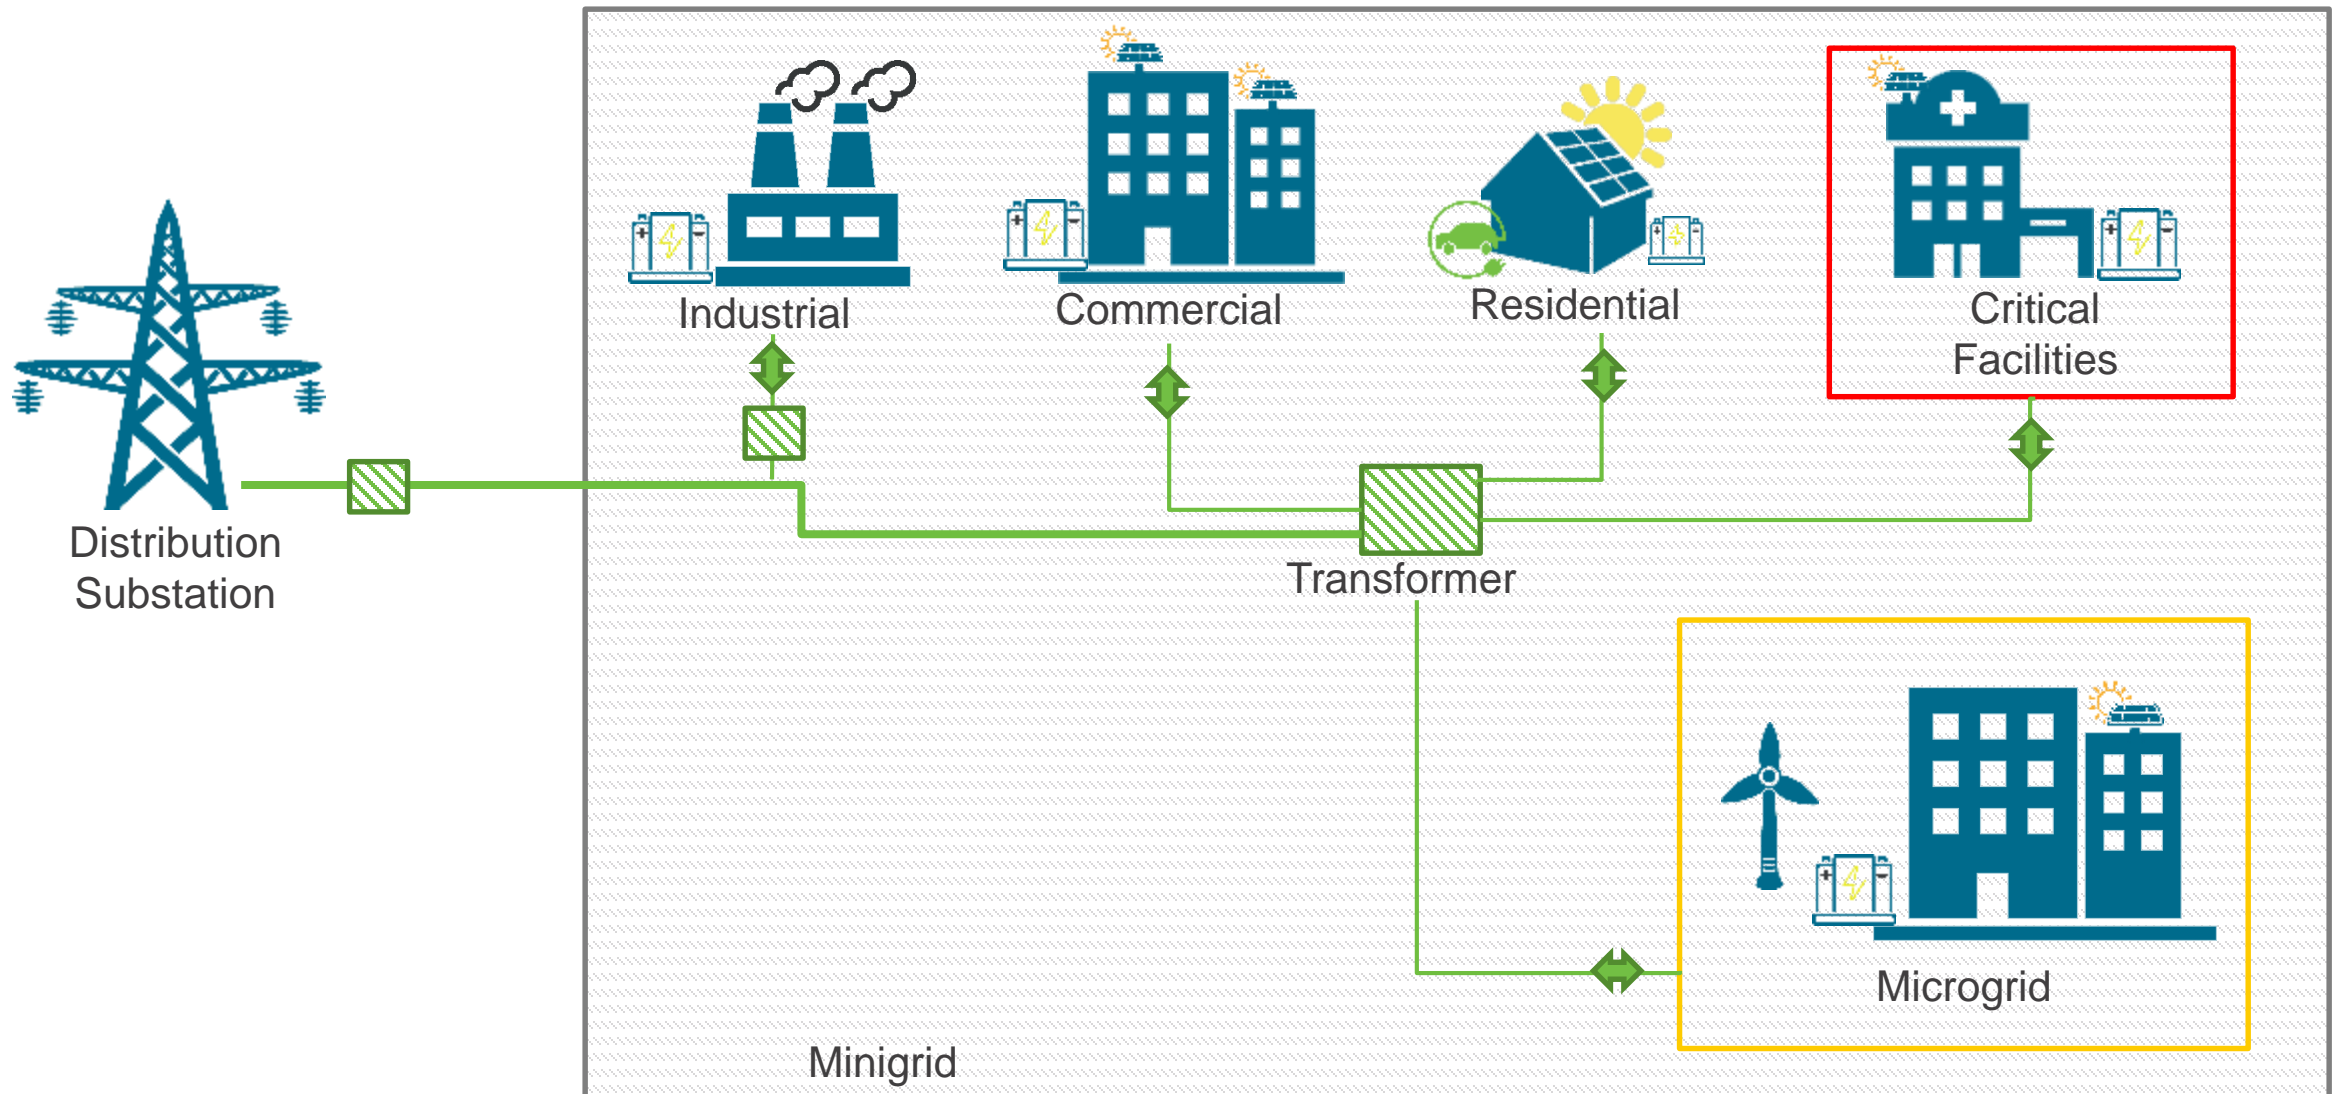 Industrial
Commercial
Residential
Critical
Facilities
Distribution
Substation
Transformer
Microgrid
Minigrid